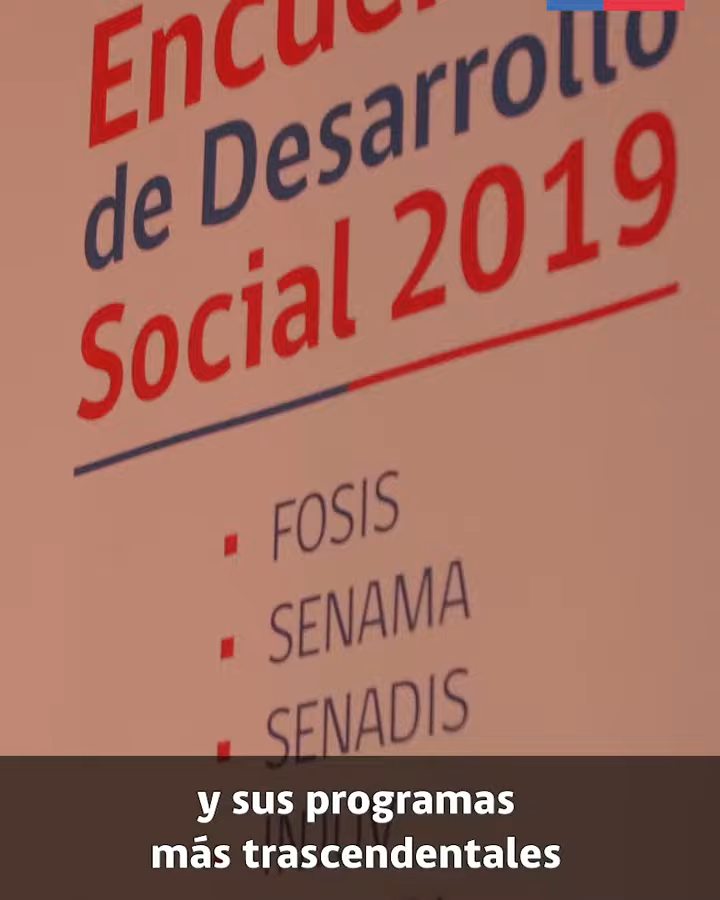 de Desarrollo
Social 2019
FOSIS
SENAMA
SENADIS
y sus programas
más trascendentales